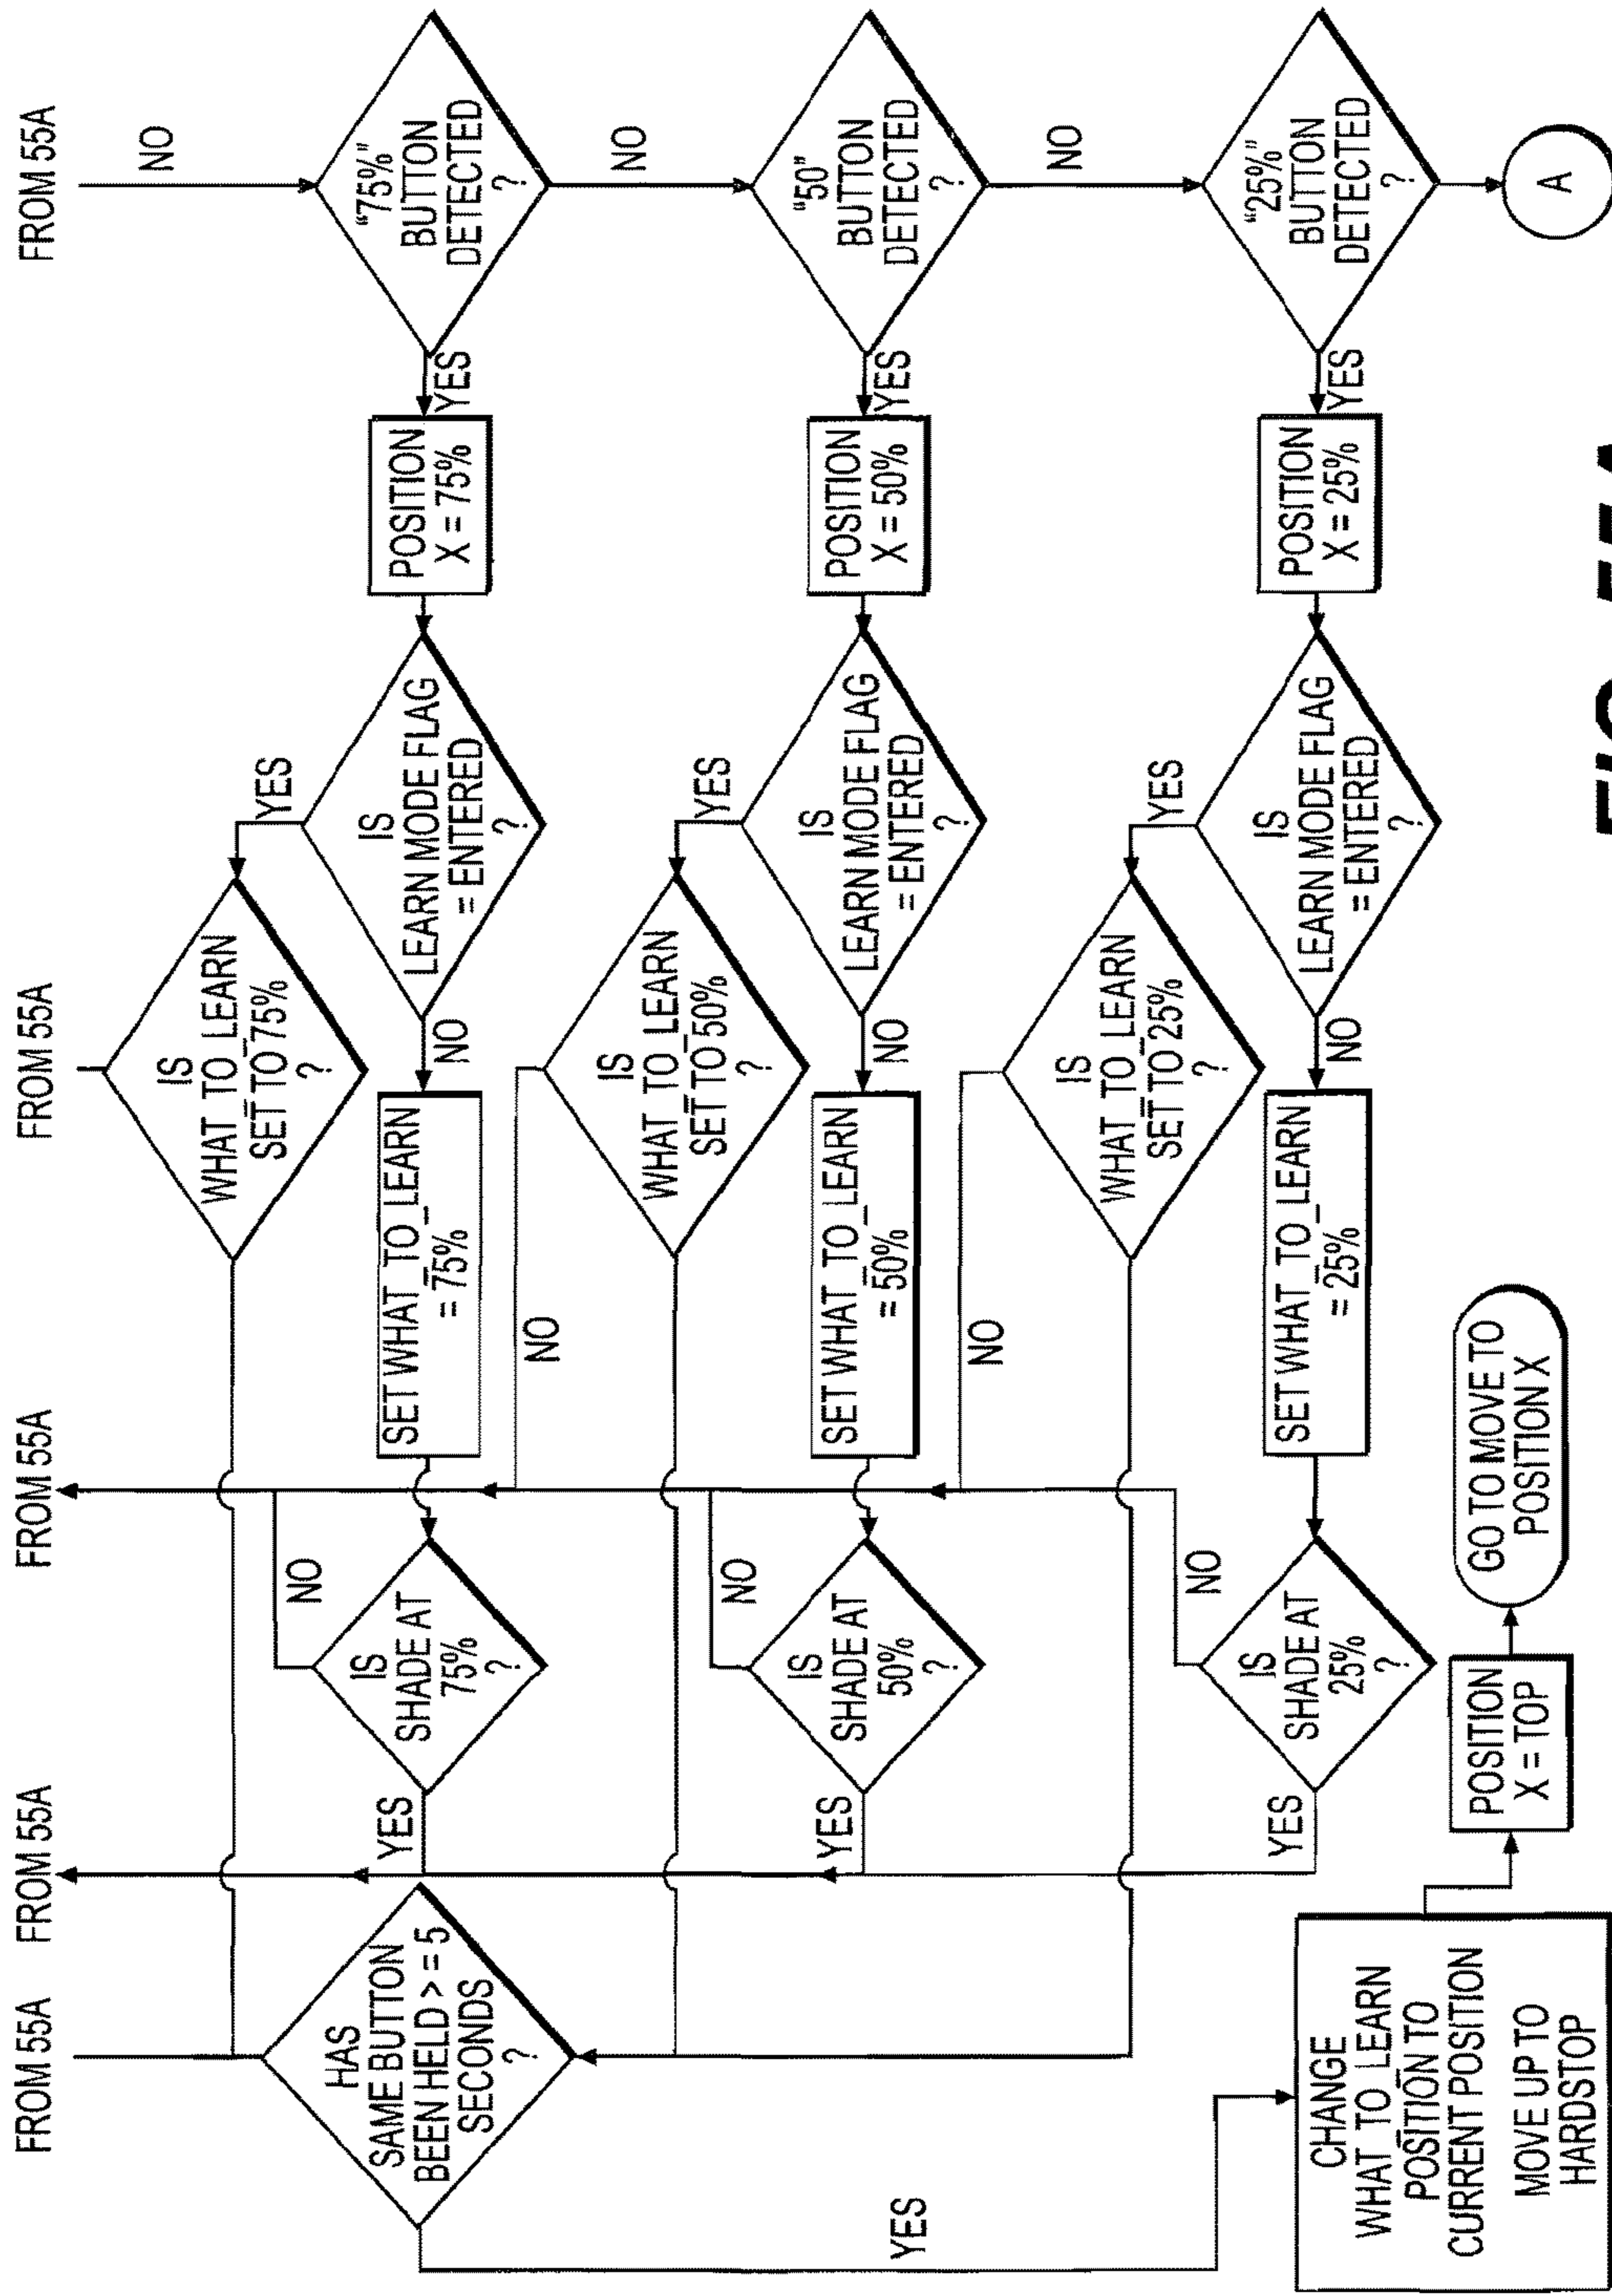 FROM 55A
FROM 55A
FROM 55A
FROM 55A
FROM 55A
NO
HAS
SAME BUTTON
BEEN HELD > = 5
SECONDS
?
YES
IS
SHADE AT
75%
?
NO
SET WHAT_TO_LEARN
= 75%
IS
WHAT_TO_LEARN
SET TO 75%
?
NO
YES
IS
LEARN MODE FLAG
= ENTERED
?
POSITION
X = 75%
YES
"75%"
BUTTON
DETECTED
?
NO
YES
IS
SHADE AT
50%
?
NO
NO
SET WHAT_TO_LEARN
= 50%
IS
WHAT_TO_LEARN
SET TO 50%
?
NO
YES
IS
LEARN MODE FLAG
= ENTERED
?
POSITION
X = 50%
YES
"50"
BUTTON
DETECTED
?
NO
YES
YES
IS
SHADE AT
25%
?
NO
NO
SET WHAT_TO_LEARN
= 25%
IS
WHAT_TO_LEARN
SET TO 25%
?
NO
YES
IS
LEARN MODE FLAG
= ENTERED
?
POSITION
X = 25%
YES
"25%"
BUTTON
DETECTED
?
CHANGE
WHAT_TO_LEARN
POSITION TO
CURRENT POSITION
MOVE UP TO
HARDSTOP
POSITION
X = TOP
GO TO MOVE TO
POSITION X
A